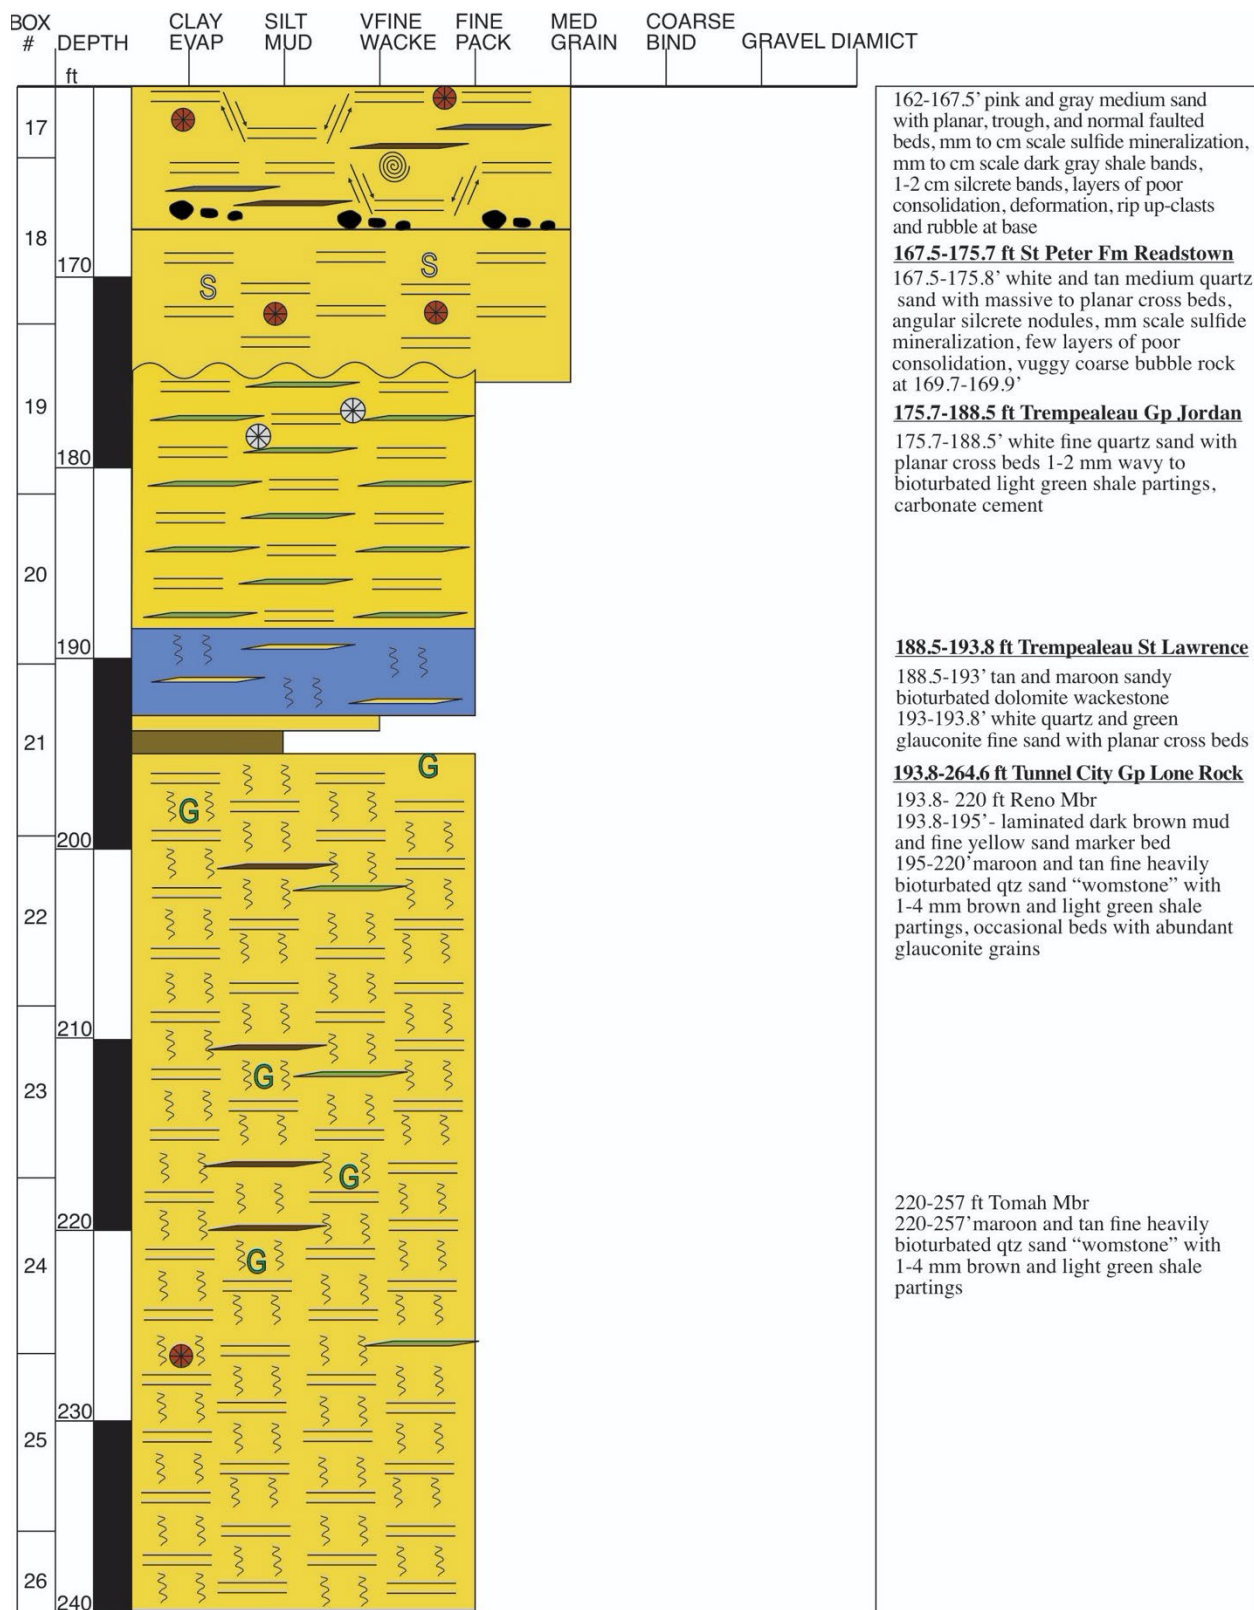 BOX CLAY SILT VFINE FINE MED COARSE
# DEPTH EVAP MUD WACKE PACK GRAIN BIND GRAVEL DIAMICT
ft
17
18
170
19
180
20
190
21
200
22
210
23
220
24
230
25
26
240
S
S
G
G
G
G
G
162-167.5’ pink and gray medium sand
with planar, trough, and normal faulted
beds, mm to cm scale sulfide mineralization,
mm to cm scale dark gray shale bands,
1-2 cm silcrete bands, layers of poor
consolidation, deformation, rip up-clasts
and rubble at base
167.5-175.7 ft St Peter Fm Readstown
167.5-175.8’ white and tan medium quartz
sand with massive to planar cross beds,
angular silcrete nodules, mm scale sulfide
mineralization, few layers of poor
consolidation, vuggy coarse bubble rock
at 169.7-169.9’
175.7-188.5 ft Trempealeau Gp Jordan
175.7-188.5’ white fine quartz sand with
planar cross beds 1-2 mm wavy to
bioturbated light green shale partings,
carbonate cement
188.5-193.8 ft Trempealeau St Lawrence
188.5-193’ tan and maroon sandy
bioturbated dolomite wackestone
193-193.8’ white quartz and green
glauconite fine sand with planar cross beds
193.8-264.6 ft Tunnel City Gp Lone Rock
193.8- 220 ft Reno Mbr
193.8-195’- laminated dark brown mud
and fine yellow sand marker bed
195-220’maroon and tan fine heavily
bioturbated qtz sand “womstone” with
1-4 mm brown and light green shale
partings, occasional beds with abundant
glauconite grains
220-257 ft Tomah Mbr
220-257’maroon and tan fine heavily
bioturbated qtz sand “womstone” with
1-4 mm brown and light green shale
partings